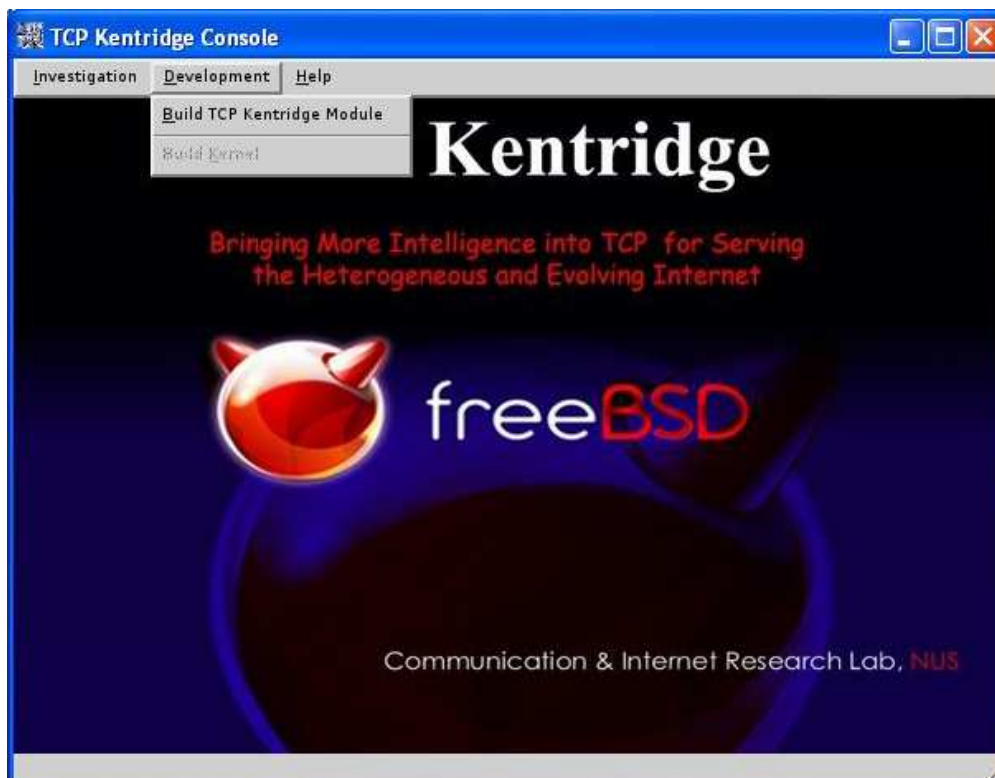 TCP Kentridge Console
Investigation Development Help
Build TCP Kentridge Module
Build Kernel
Kentridge
Bringing More Intelligence into TCP for Serving
the Heterogeneous and Evolving Internet
freeBSD
Communication & Internet Research Lab, NUS